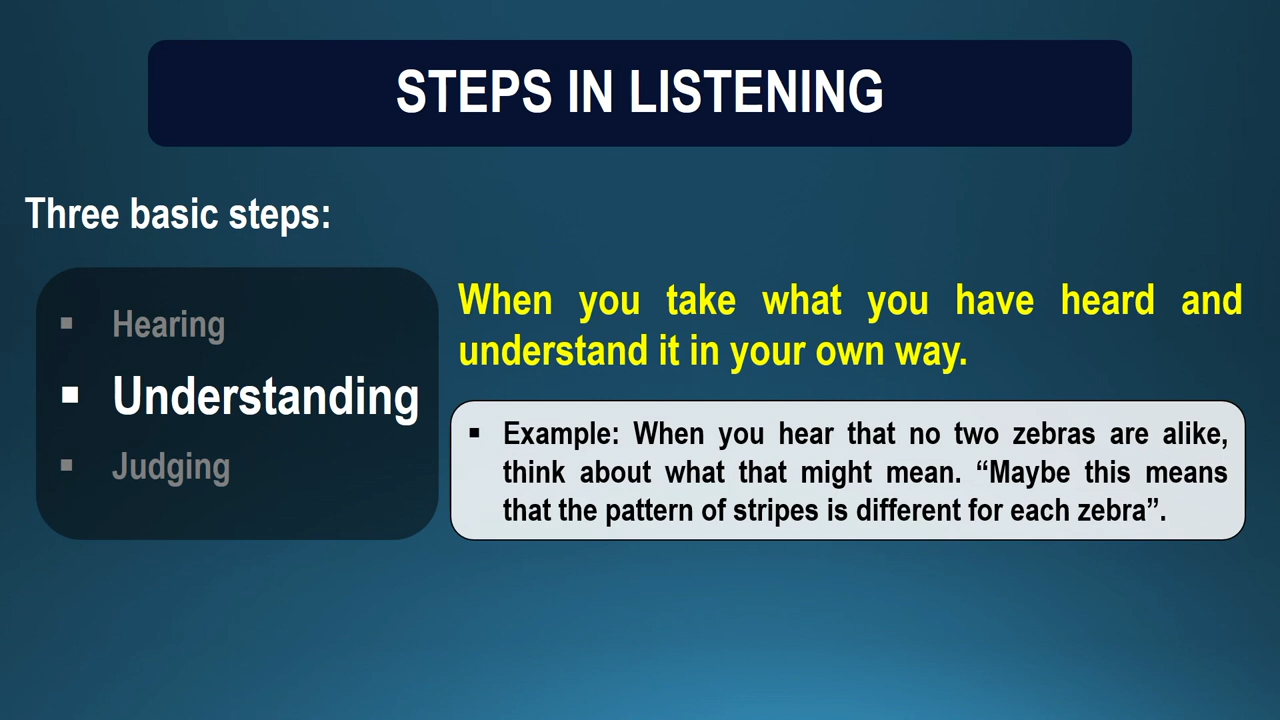 STEPS IN LISTENING
Three basic steps:
▪ Hearing
▪ Understanding
▪ Judging
When you take what you have heard and
understand it in your own way.
▪ Example: When you hear that no two zebras are alike,
think about what that might mean. “Maybe this means
that the pattern of stripes is different for each zebra”.